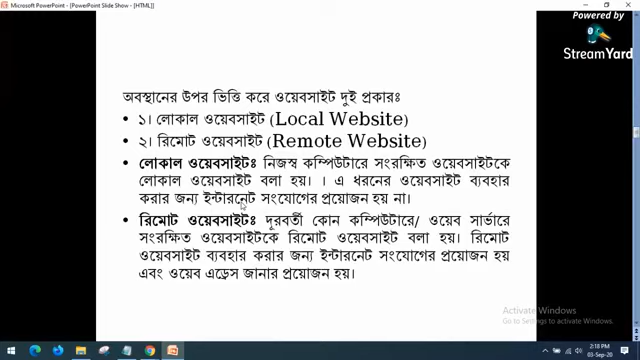 Microsoft PowerPoint - PowerPoint Slide Show - [HTML]
Powered by
StreamYard
অবস্থানের উপর ভিত্তি করে ওয়েবসাইট দুই প্রকারঃ
• ১। লোকাল ওয়েবসাইট (Local Website)
• ২। রিমোট ওয়েবসাইট (Remote Website)
• লোকাল ওয়েবসাইটঃ নিজস্ব কম্পিউটারে সংরক্ষিত ওয়েবসাইটকে
লোকাল ওয়েবসাইট বলা হয়। । এ ধরনের ওয়েবসাইট ব্যবহার
করার জন্য ইন্টারনেট সংযোগের প্রয়োজন হয় না।
• রিমোট ওয়েবসাইটঃ দূরবর্তী কোন কম্পিউটারে/ ওয়েব সার্ভারে
সংরক্ষিত ওয়েবসাইটকে রিমোট ওয়েবসাইট বলা হয়। রিমোট
ওয়েবসাইট ব্যবহার করার জন্য ইন্টারনেট সংযোগের প্রয়োজন হয়
এবং ওয়েব এড্রেস জানার প্রয়োজন হয়।
Activate Windows
Go to Settings to activate Windows.
2:18 PM
03-Sep-20